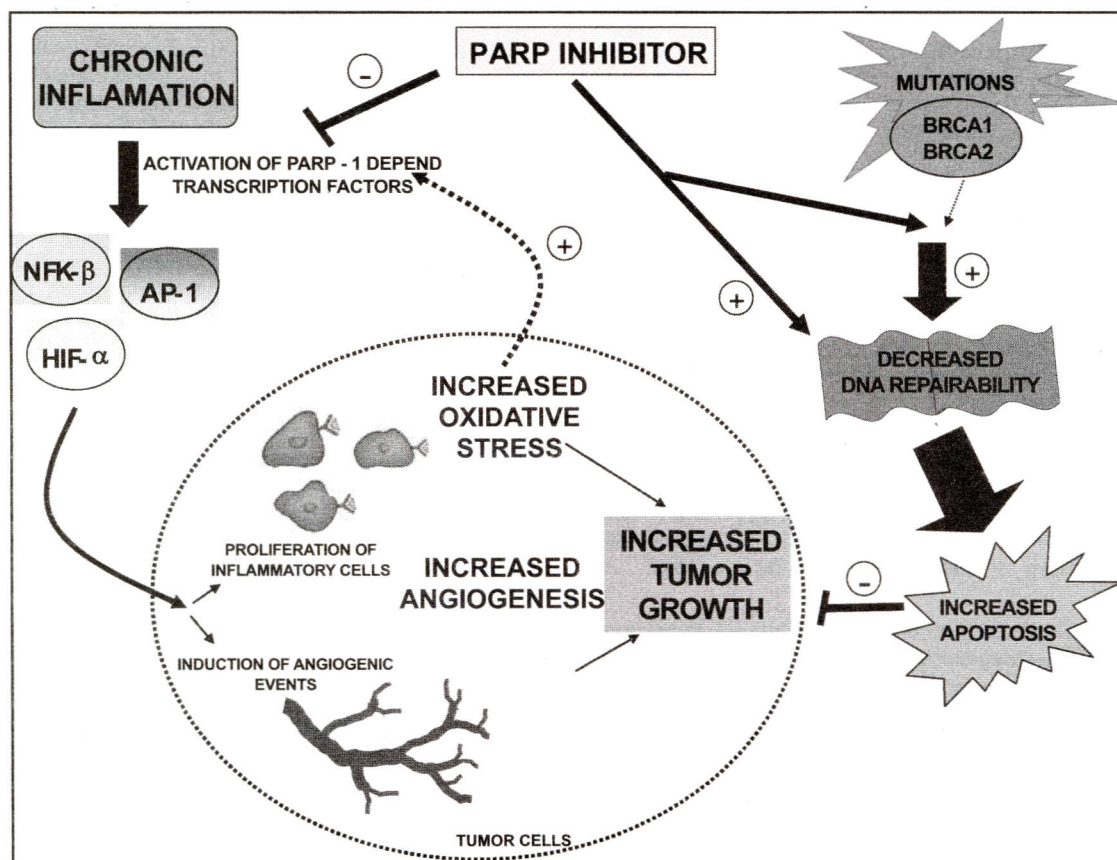 CHRONIC
INFLAMATION
PARP INHIBITOR
MUTATIONS
BRCA1
BRCA2
-
ACTIVATION OF PARP - 1 DEPEND
TRANSCRIPTION FACTORS
NFK-β
AP-1
HIF-α
+
+
+
DECREASED
DNA REPAIRABILITY
INCREASED
OXIDATIVE
STRESS
PROLIFERATION OF
INFLAMMATORY CELLS
INCREASED
ANGIOGENESIS
INCREASED
TUMOR
GROWTH
-
INCREASED
APOPTOSIS
INDUCTION OF ANGIOGENIC
EVENTS
TUMOR CELLS